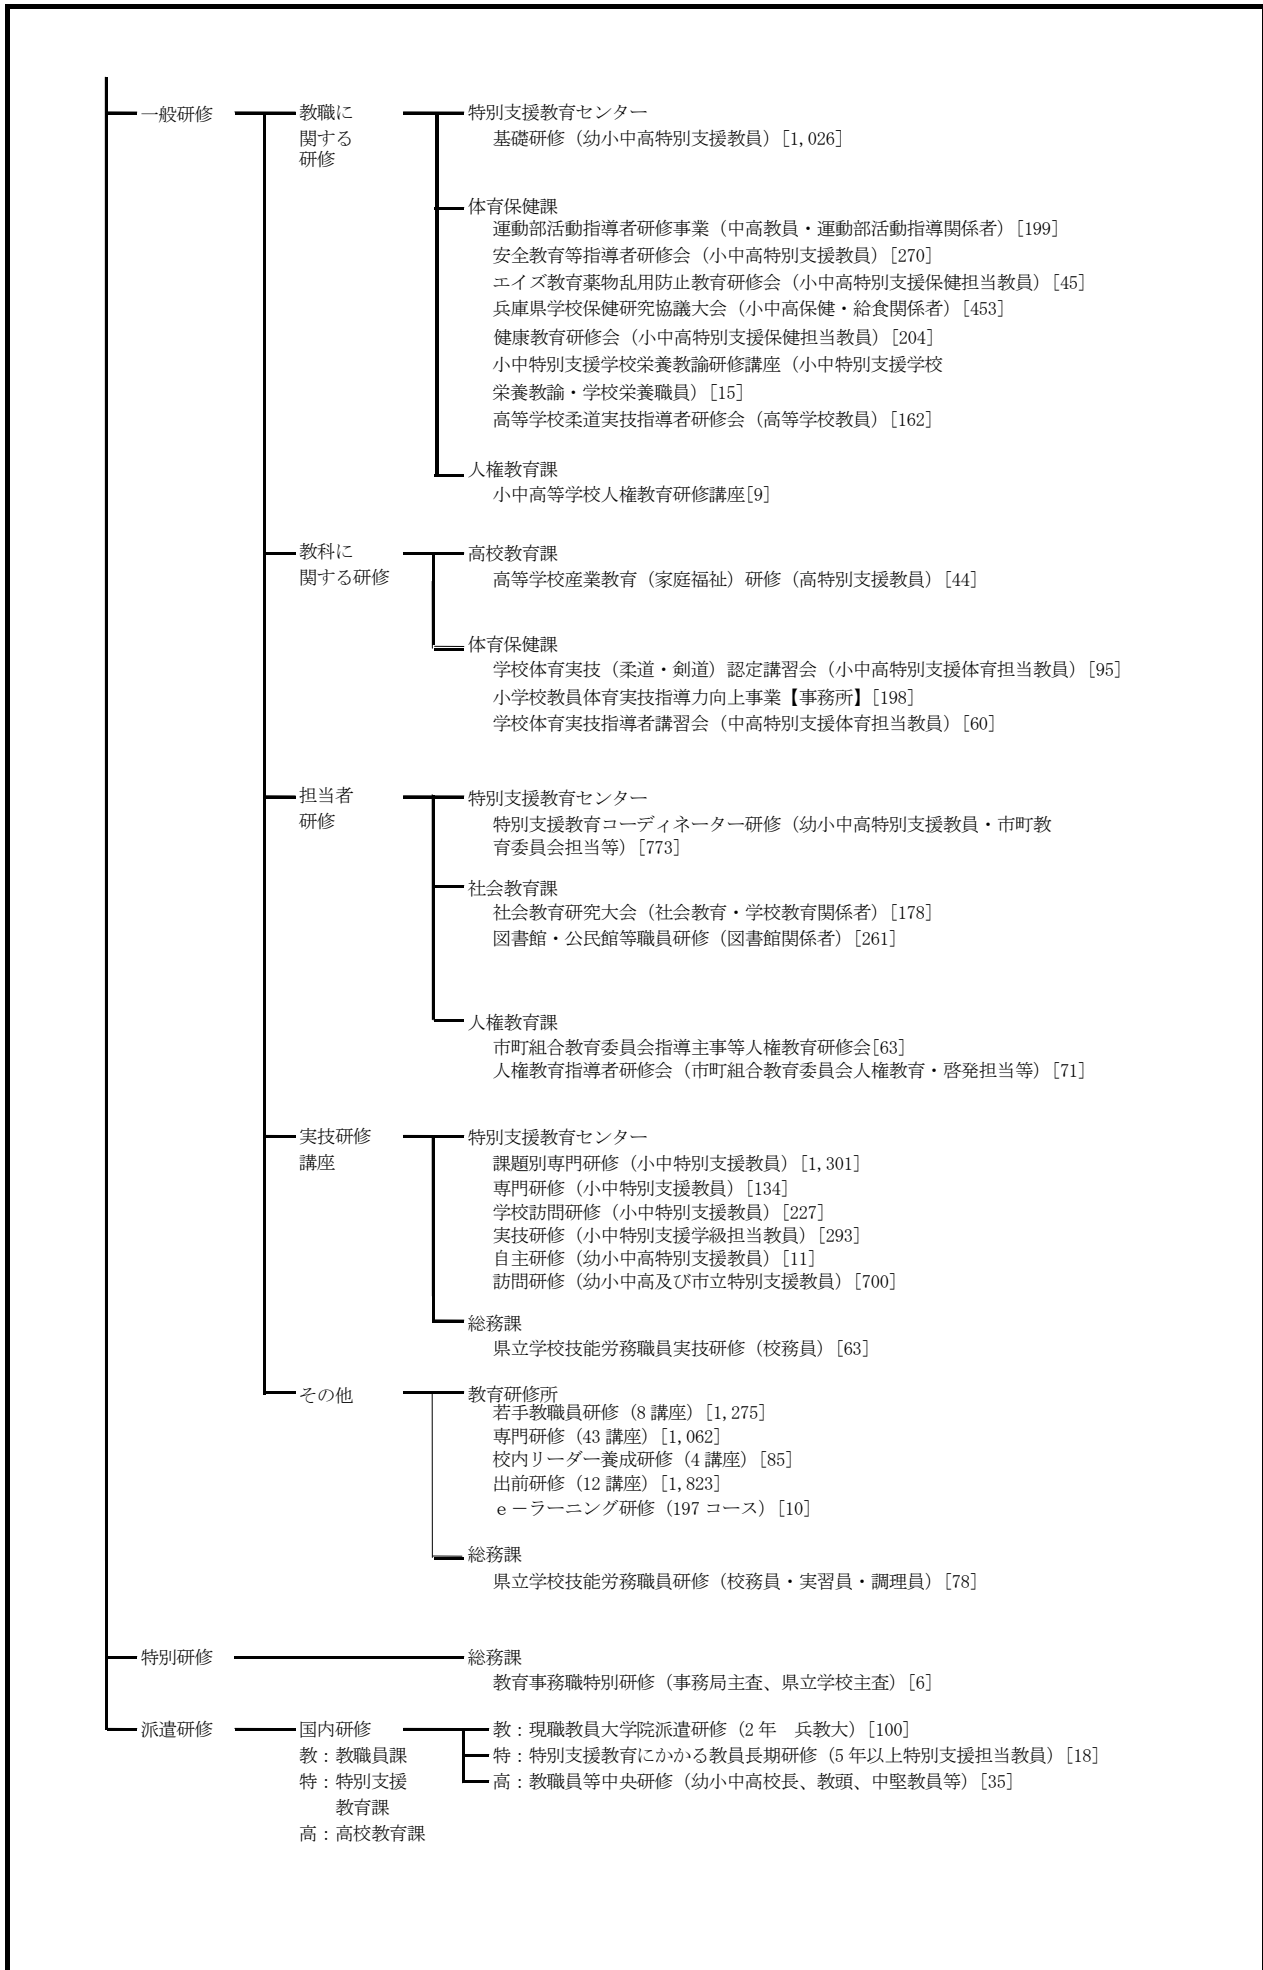 一般研修
教職に
関する
研修
特別支援教育センター
基礎研修（幼小中高特別支援教員）[1,026]
体育保健課
運動部活動指導者研修事業（中高教員・運動部活動指導関係者）[199]
安全教育等指導者研修会（小中高特別支援教員）[270]
エイズ教育薬物乱用防止教育研修会（小中高特別支援保健担当教員）[45]
兵庫県学校保健研究協議大会（小中高保健・給食関係者）[453]
健康教育研修会（小中高特別支援保健担当教員）[204]
小中特別支援学校栄養教諭研修講座（小中特別支援学校
栄養教諭・学校栄養職員）[15]
高等学校柔道実技指導者研修会（高等学校教員）[162]
人権教育課
小中高等学校人権教育研修講座[9]
教科に
関する研修
高校教育課
高等学校産業教育（家庭福祉）研修（高特別支援教員）[44]
体育保健課
学校体育実技（柔道・剣道）認定講習会（小中高特別支援体育担当教員）[95]
小学校教員体育実技指導力向上事業【事務所】[198]
学校体育実技指導者講習会（中高特別支援体育担当教員）[60]
担当者
研修
特別支援教育センター
特別支援教育コーディネーター研修（幼小中高特別支援教員・市町教
育委員会担当等）[773]
社会教育課
社会教育研究大会（社会教育・学校教育関係者）[178]
図書館・公民館等職員研修（図書館関係者）[261]
人権教育課
市町組合教育委員会指導主事等人権教育研修会[63]
人権教育指導者研修会（市町組合教育委員会人権教育・啓発担当等）[71]
実技研修
講座
特別支援教育センター
課題別専門研修（小中特別支援教員）[1,301]
専門研修（小中特別支援教員）[134]
学校訪問研修（小中特別支援教員）[227]
実技研修（小中特別支援学級担当教員）[293]
自主研修（幼小中高特別支援教員）[11]
訪問研修（幼小中高及び市立特別支援教員）[700]
総務課
県立学校技能労務職員実技研修（校務員）[63]
その他
教育研修所
若手教職員研修（8 講座）[1,275]
専門研修（43 講座）[1,062]
校内リーダー養成研修（4 講座）[85]
出前研修（12 講座）[1,823]
ｅ－ラーニング研修（197 コース）[10]
総務課
県立学校技能労務職員研修（校務員・実習員・調理員）[78]
特別研修
総務課
教育事務職特別研修（事務局主査、県立学校主査）[6]
派遣研修
国内研修
教：教職員課
特：特別支援
教育課
高：高校教育課
教：現職教員大学院派遣研修（2 年　兵教大）[100]
特：特別支援教育にかかる教員長期研修（5 年以上特別支援担当教員）[18]
高：教職員等中央研修（幼小中高校長、教頭、中堅教員等）[35]